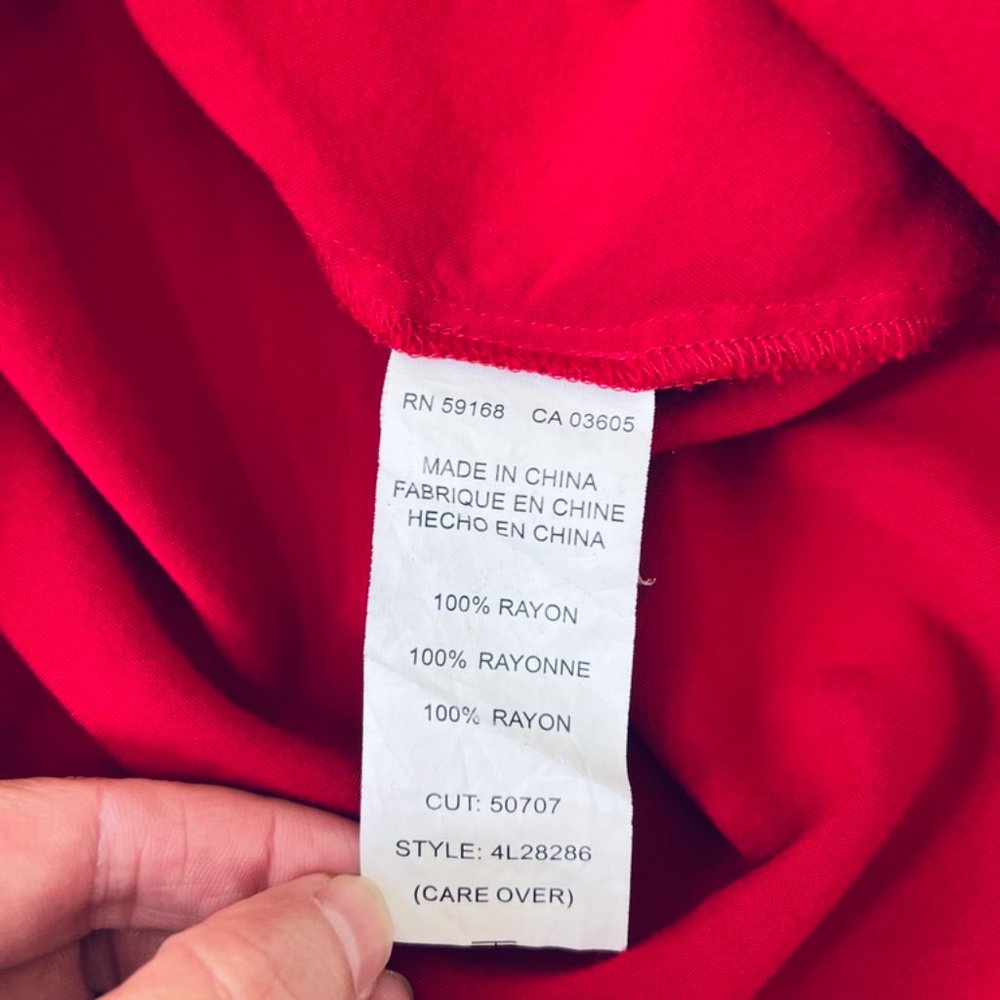 RN 59168 CA 03605
MADE IN CHINA
FABRIQUE EN CHINE
HECHO EN CHINA
100% RAYON
100% RAYONNE
100% RAYON
CUT: 50707
STYLE: 4L28286
(CARE OVER)